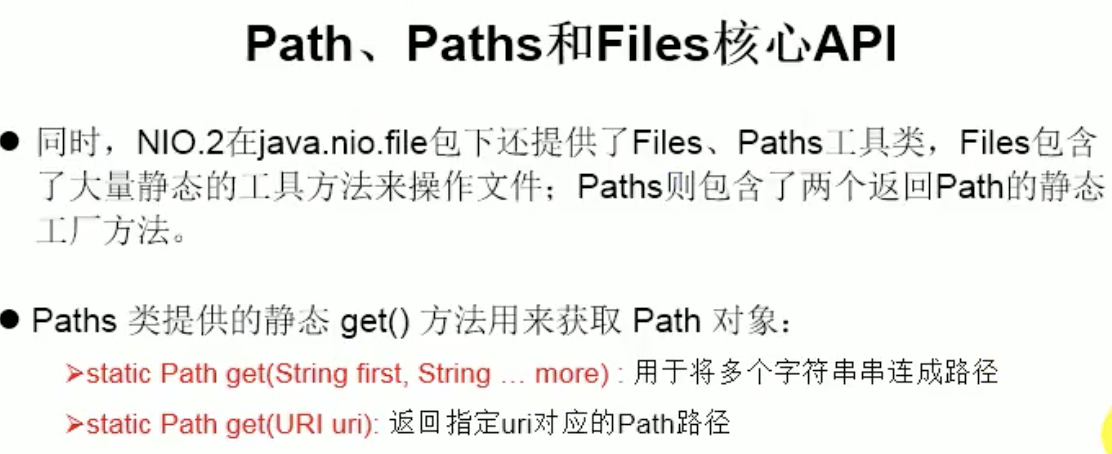 Path、Paths和Files核心API
● 同时，NIO.2在java.nio.file包下还提供了Files、Paths工具类，Files包含
了大量静态的工具方法来操作文件；Paths则包含了两个返回Path的静态
工厂方法。
● Paths 类提供的静态 get() 方法用来获取 Path 对象：
➢static Path get(String first, String … more) : 用于将多个字符串串连成路径
➢static Path get(URI uri): 返回指定uri对应的Path路径